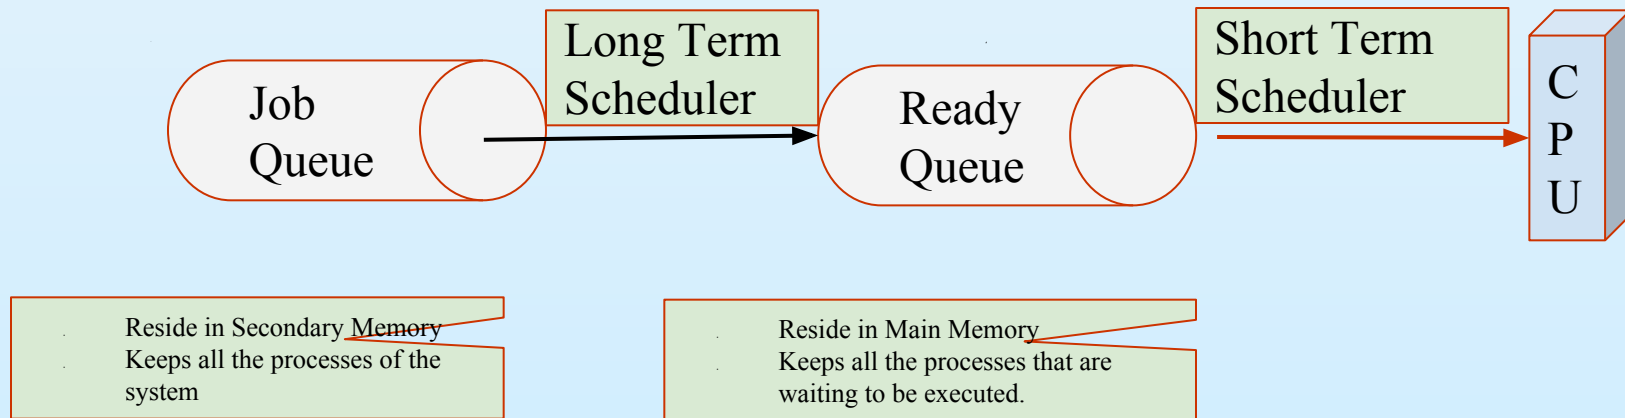 Job
Queue
Long Term
Scheduler
Ready
Queue
Short Term
Scheduler
C
P
U
Reside in Secondary Memory
Keeps all the processes of the
system
Reside in Main Memory
Keeps all the processes that are
waiting to be executed.